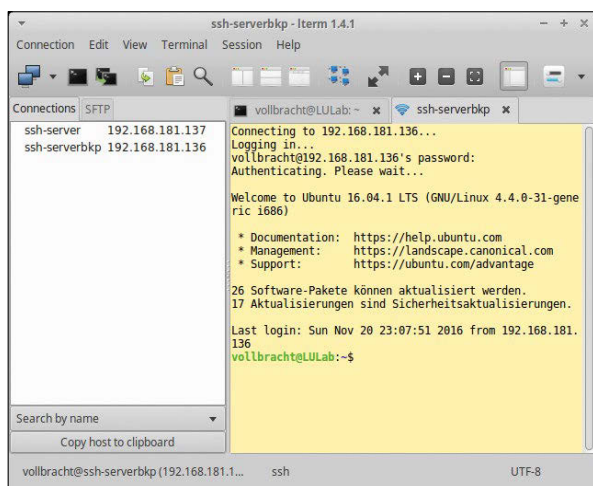 ssh-serverbkp - lterm 1.4.1
Connection Edit View Terminal Session Help
Connections SFTP
vollbracht@LULab: ~ ssh-serverbkp
ssh-server 192.168.181.137
ssh-serverbkp 192.168.181.136
Connecting to 192.168.181.136...
Logging in...
vollbracht@192.168.181.136's password:
Authenticating. Please wait...
Welcome to Ubuntu 16.04.1 LTS (GNU/Linux 4.4.0-31-gene
ric i686)
* Documentation: https://help.ubuntu.com
* Management: https://landscape.canonical.com
* Support: https://ubuntu.com/advantage
26 Software-Pakete können aktualisiert werden.
17 Aktualisierungen sind Sicherheitsaktualisierungen.
Last login: Sun Nov 20 23:07:51 2016 from 192.168.181.
136
vollbracht@LULab:~$
Search by name
Copy host to clipboard
vollbracht@ssh-serverbkp (192.168.181.1... ssh UTF-8